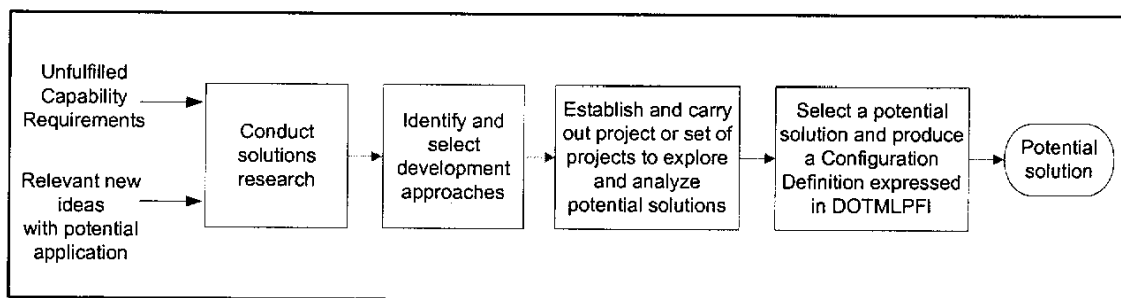 Unfulfilled
Capability
Requirements
Relevant new
ideas
with potential
application
Conduct
solutions
research
Identify and
select
development
approaches
Establish and carry
out project or set of
projects to explore
and analyze
potential solutions
Select a potential
solution and produce
a Configuration
Definition expressed
in DOTMLPFI
Potential
solution